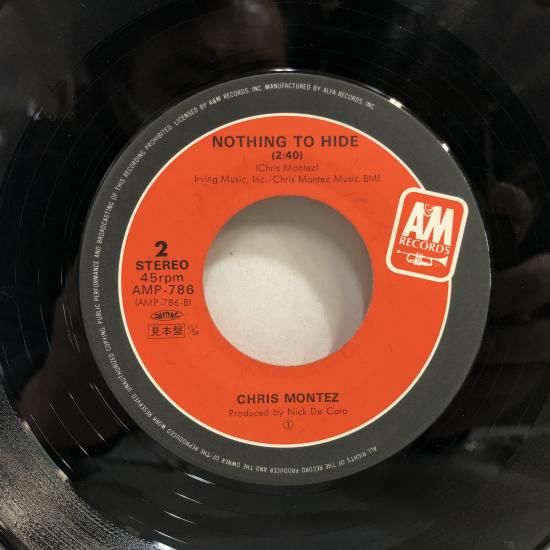 UNAUTHORIZED COPYING, PUBLIC PERFORMANCE AND BROADCASTING OF THIS RECORDING PROHIBITED. LICENSED BY A&M RECORDS, INC. MANUFACTURED BY ALFA RECORDS, INC.
NOTHING TO HIDE
(2:40)
(Chris Montez)
Irving Music, Inc./Chris Montez Music BMI
A&M
RECORDS
2
STEREO
45rpm
AMP-786
(AMP-786-B)
JASRAC
見本盤
CHRIS MONTEZ
Produced by Nick De Caro
①
ALL RIGHTS OF THE RECORD PRODUCER AND THE OWNER OF THE REPRODUCED WORK RESERVED